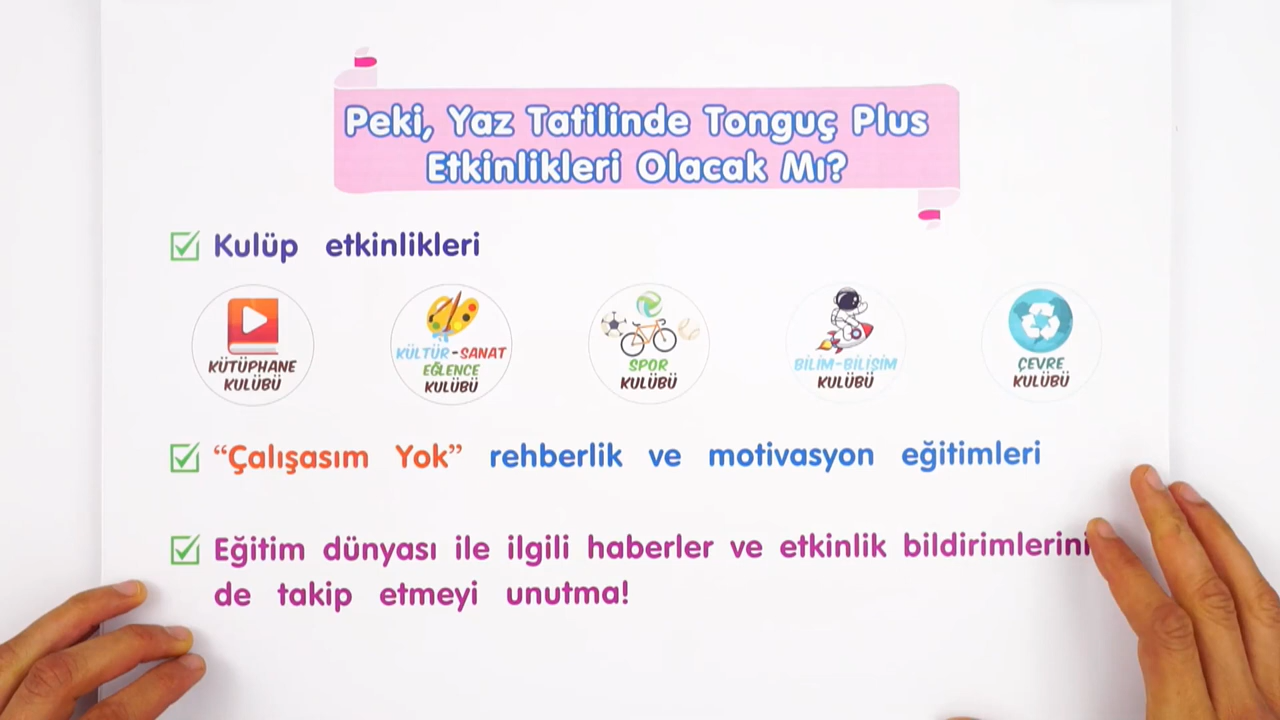 Peki, Yaz Tatilinde Tonguç Plus
Etkinlikleri Olacak Mı?
Kulüp etkinlikleri
KÜTÜPHANE
KULÜBÜ
KÜLTÜR-SANAT
EĞLENCE
KULÜBÜ
SPOR
KULÜBÜ
BİLİM-BİLİŞİM
KULÜBÜ
ÇEVRE
KULÜBÜ
“Çalışasım Yok” rehberlik ve motivasyon eğitimleri
Eğitim dünyası ile ilgili haberler ve etkinlik bildirimlerini
de takip etmeyi unutma!